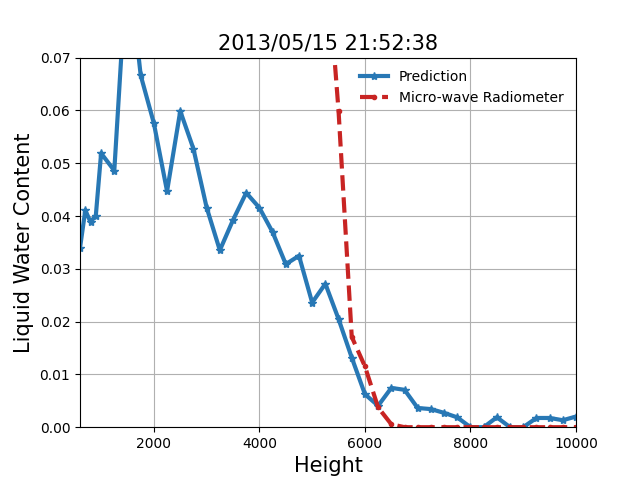 2013/05/15 21:52:38
Prediction
Micro-wave Radiometer
Liquid Water Content
0.07
0.06
0.05
0.04
0.03
0.02
0.01
0.00
2000 4000 6000 8000 10000
Height